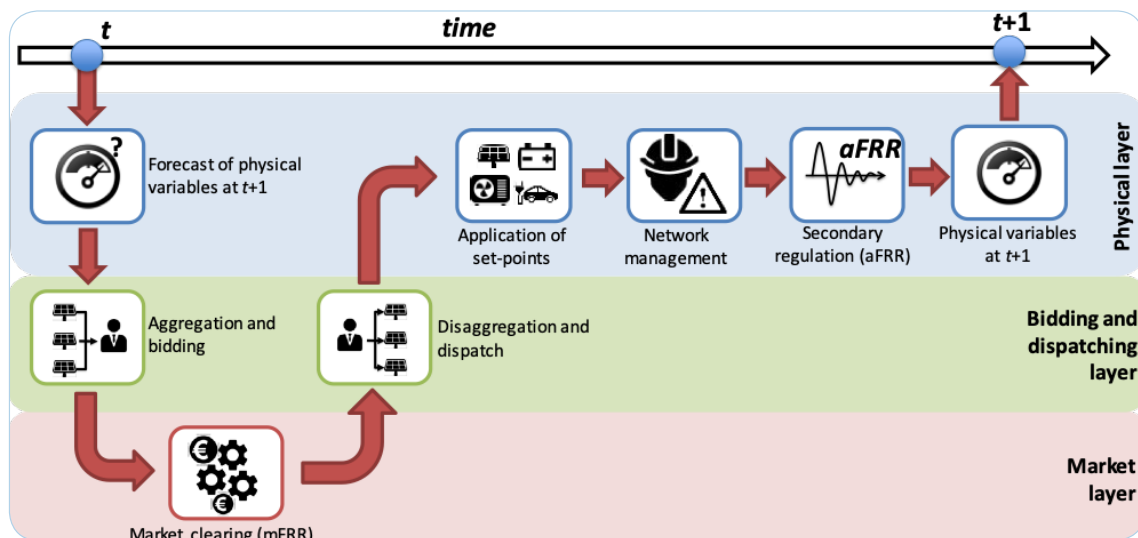 t
time
t+1
?
Forecast of physical
variables at t+1
aFRR
Application of
set-points
Network
management
Secondary
regulation (aFRR)
Physical variables
at t+1
Physical layer
Aggregation and
bidding
Disaggregation and
dispatch
Bidding and
dispatching
layer
€
€
Market clearing (mFRR)
Market
layer